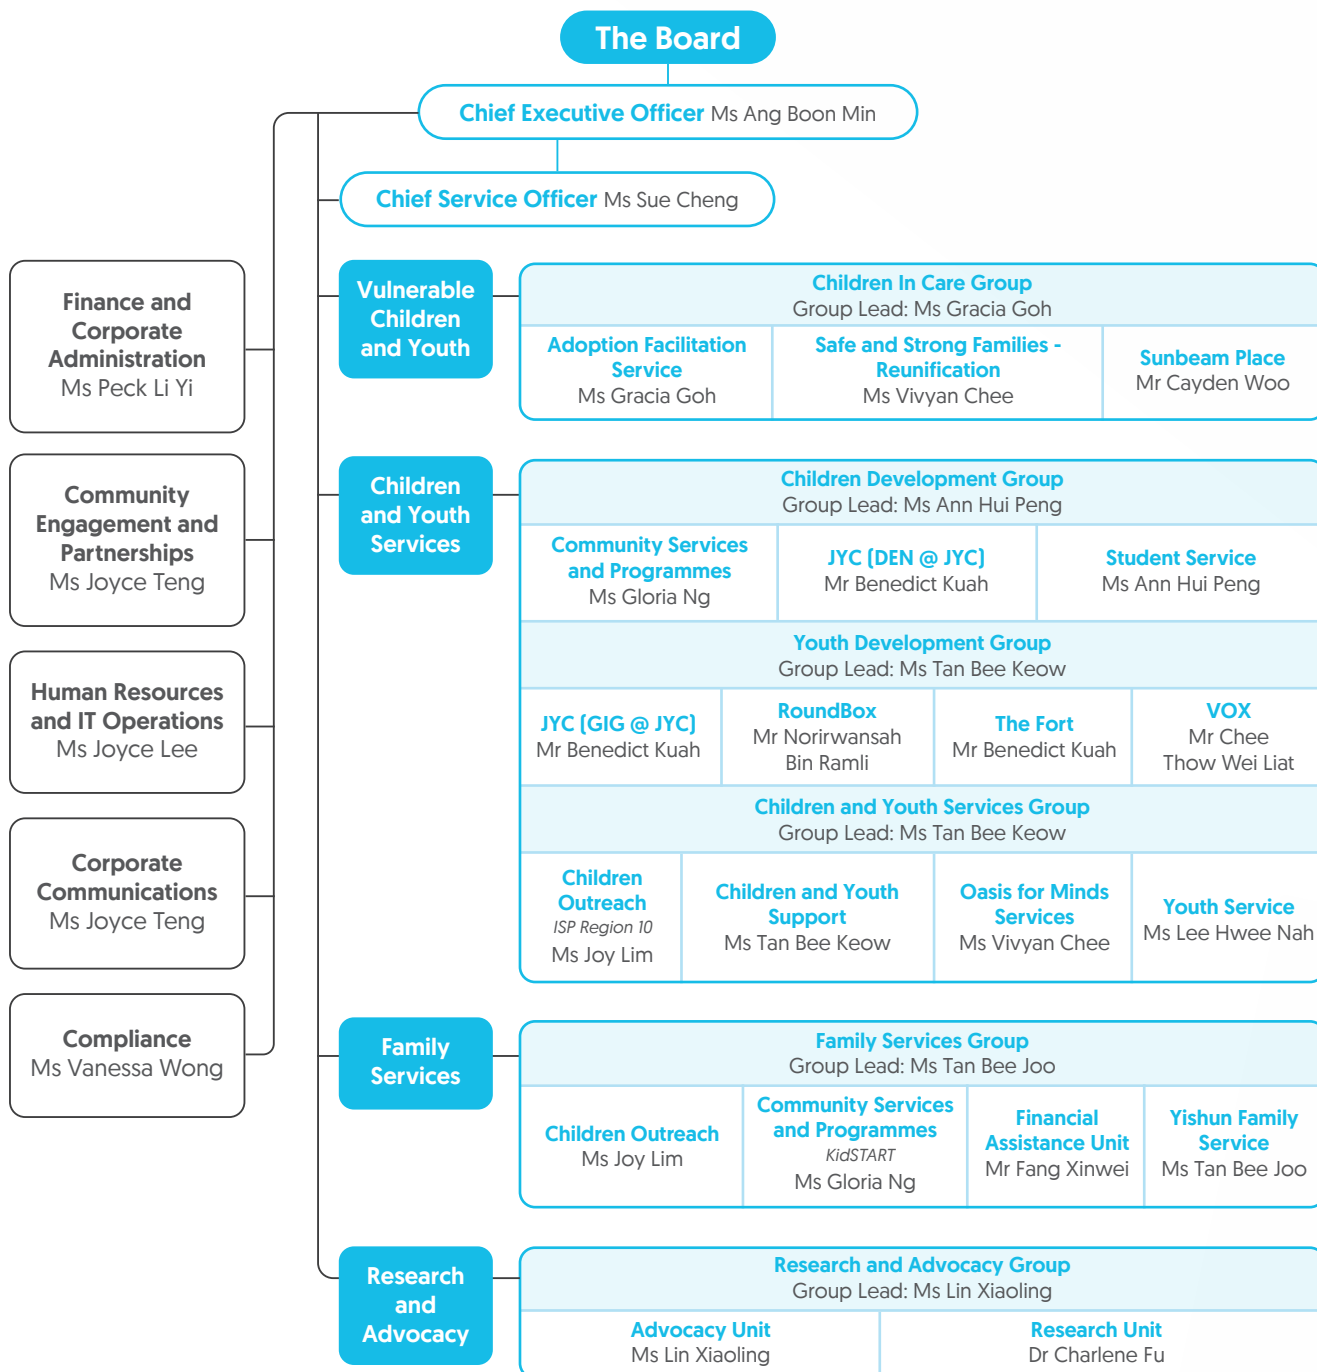 The Board
Chief Executive Officer Ms Ang Boon Min
Chief Service Officer Ms Sue Cheng
Finance and
Corporate
Administration
Ms Peck Li Yi
Community
Engagement and
Partnerships
Ms Joyce Teng
Human Resources
and IT Operations
Ms Joyce Lee
Corporate
Communications
Ms Joyce Teng
Compliance
Ms Vanessa Wong
Vulnerable
Children
and Youth
Children In Care Group
Group Lead: Ms Gracia Goh
Adoption Facilitation
Service
Ms Gracia Goh
Safe and Strong Families -
Reunification
Ms Vivyan Chee
Sunbeam Place
Mr Cayden Woo
Children
and Youth
Services
Children Development Group
Group Lead: Ms Ann Hui Peng
Community Services
and Programmes
Ms Gloria Ng
JYC (DEN @ JYC)
Mr Benedict Kuah
Student Service
Ms Ann Hui Peng
Youth Development Group
Group Lead: Ms Tan Bee Keow
JYC (GIG @ JYC)
Mr Benedict Kuah
RoundBox
Mr Norirwansah
Bin Ramli
The Fort
Mr Benedict Kuah
VOX
Mr Chee
Thow Wei Liat
Children and Youth Services Group
Group Lead: Ms Tan Bee Keow
Children
Outreach
ISP Region 10
Ms Joy Lim
Children and Youth
Support
Ms Tan Bee Keow
Oasis for Minds
Services
Ms Vivyan Chee
Youth Service
Ms Lee Hwee Nah
Family
Services
Family Services Group
Group Lead: Ms Tan Bee Joo
Children Outreach
Ms Joy Lim
Community Services
and Programmes
KidSTART
Ms Gloria Ng
Financial
Assistance Unit
Mr Fang Xinwei
Yishun Family
Service
Ms Tan Bee Joo
Research
and
Advocacy
Research and Advocacy Group
Group Lead: Ms Lin Xiaoling
Advocacy Unit
Ms Lin Xiaoling
Research Unit
Dr Charlene Fu